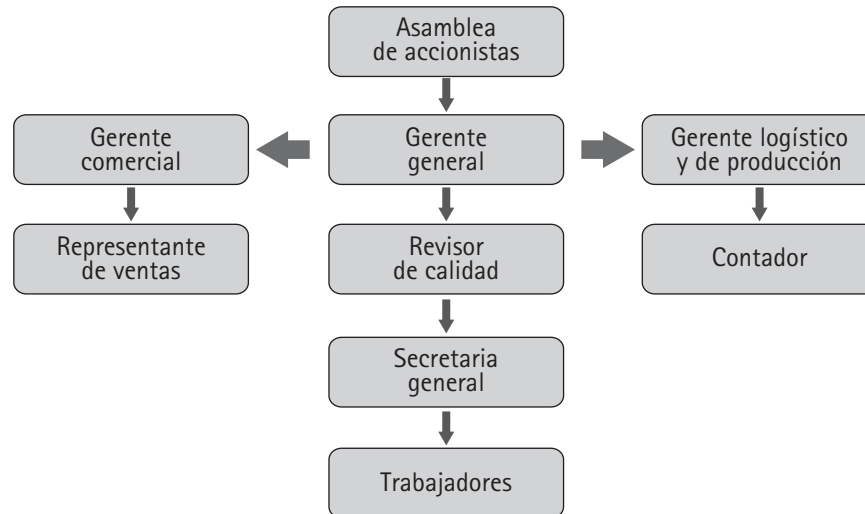 Asamblea
de accionistas
Gerente
comercial
Gerente
general
Gerente logístico
y de producción
Representante
de ventas
Revisor
de calidad
Contador
Secretaria
general
Trabajadores